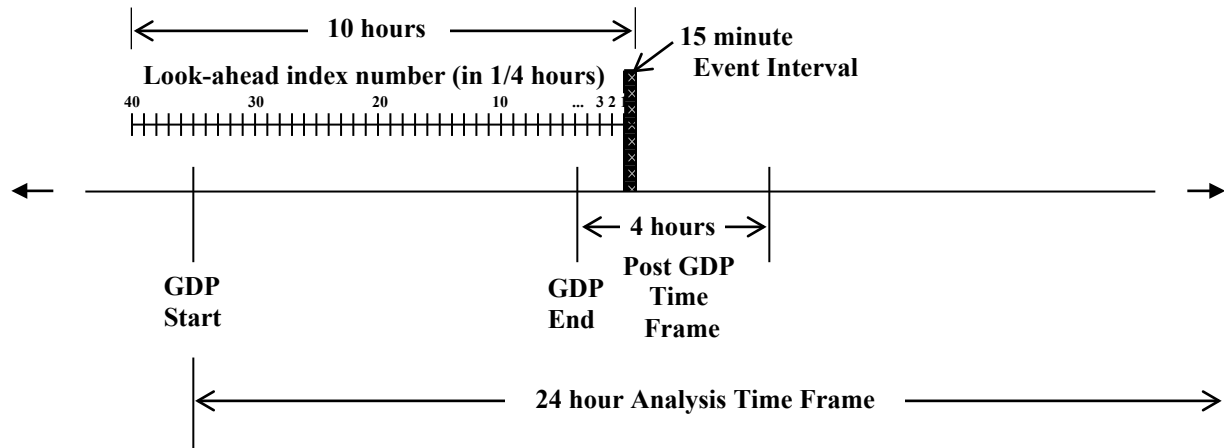 10 hours
15 minute
Event Interval
Look-ahead index number (in 1/4 hours)
40 30 20 10 ... 3 2 1
4 hours
GDP
Start
GDP
End
Post GDP
Time
Frame
24 hour Analysis Time Frame